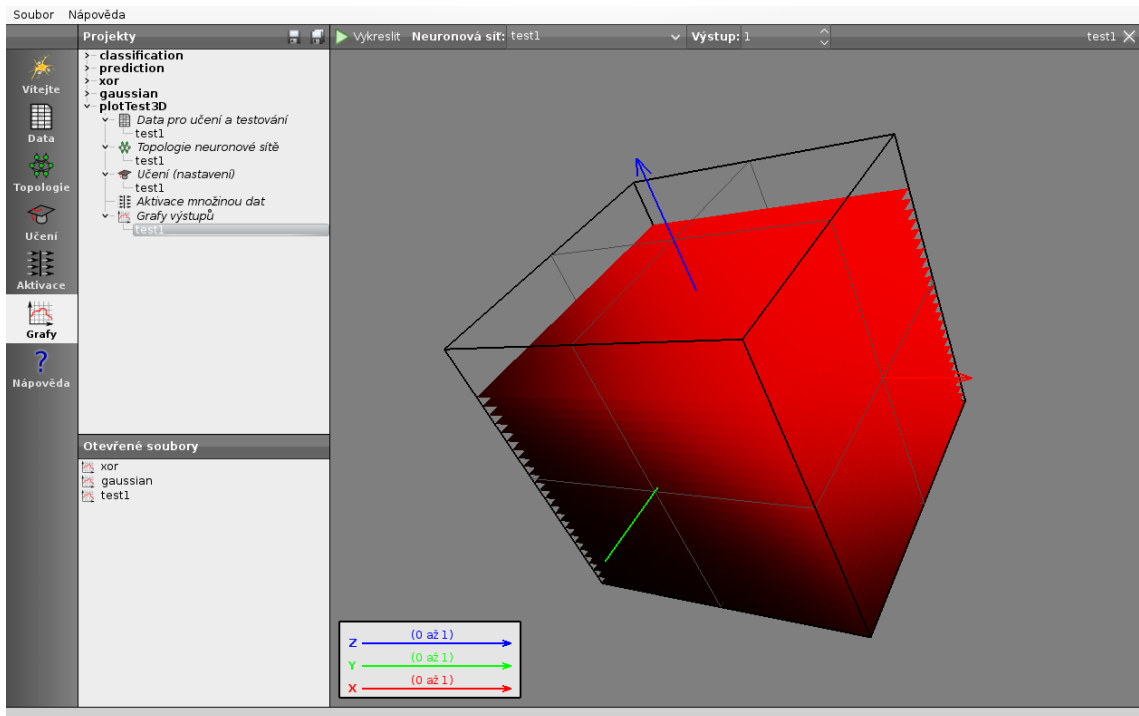 Soubor Nápověda
Projekty
Vykreslit Neuronová síť: test1 Výstup: 1 test1
Vítejte
Data
Topologie
Učení
Aktivace
Grafy
Nápověda
classification
prediction
xor
gaussian
plotTest3D
Data pro učení a testování
test1
Topologie neuronové sítě
test1
Učení (nastavení)
test1
Aktivace množinou dat
Grafy výstupů
test1
Otevřené soubory
xor
gaussian
test1
Z (0 až 1)
Y (0 až 1)
X (0 až 1)